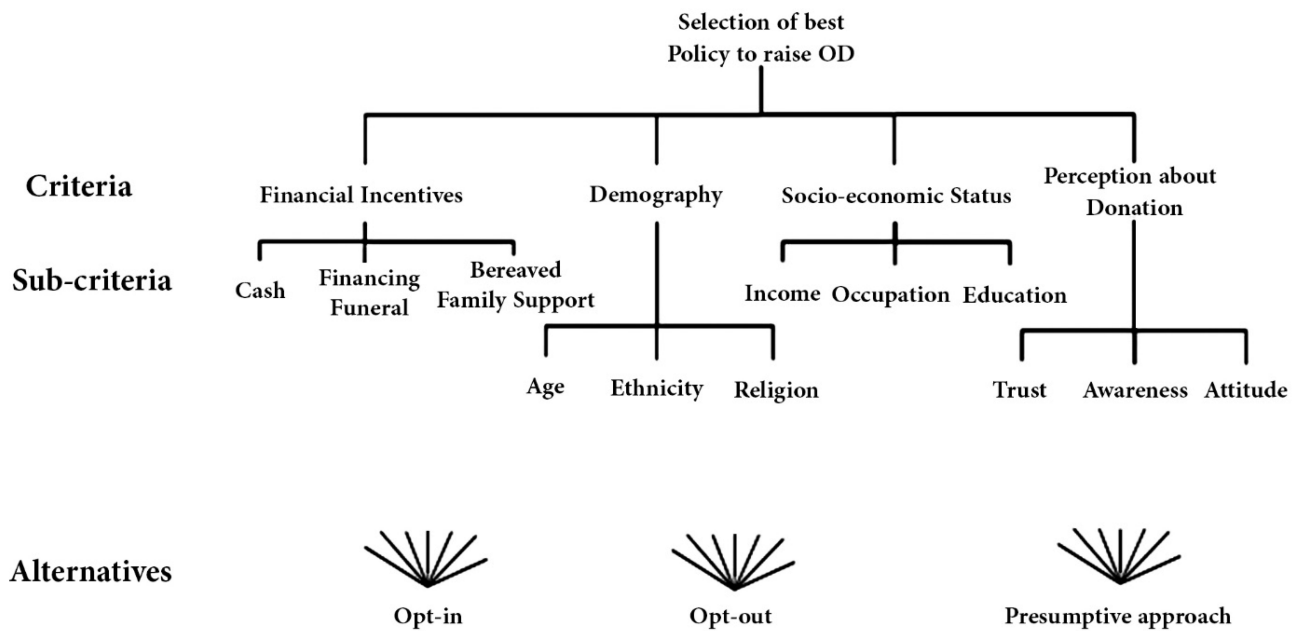 Selection of best
Policy to raise OD
Criteria
Financial Incentives
Demography
Socio-economic Status
Perception about
Donation
Sub-criteria
Cash
Financing
Funeral
Bereaved
Family Support
Income
Occupation
Education
Age
Ethnicity
Religion
Trust
Awareness
Attitude
Alternatives
Opt-in
Opt-out
Presumptive approach